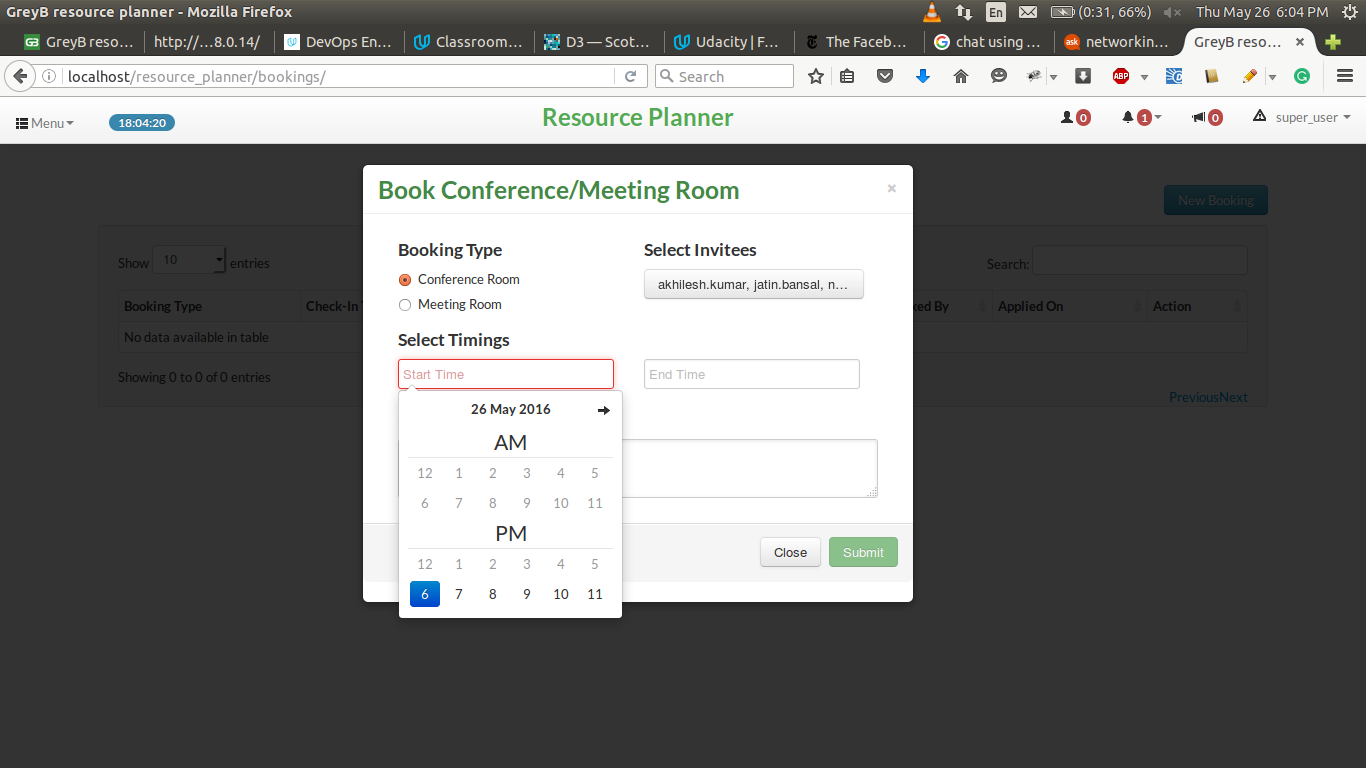 GreyB resource planner - Mozilla Firefox
En (0:31, 66%) Thu May 26 6:04 PM
GreyB reso... http://...8.0.14/ DevOps En... Classroom... D3 — Scot... Udacity | F... The Faceb... chat using ... ask networkin... GreyB reso...
localhost/resource_planner/bookings/ Search ABP
Menu 18:04:20 Resource Planner 0 1 0 super_user
Book Conference/Meeting Room ×
New Booking
Booking Type Select Invitees
Show 10 entries Search:
Conference Room akhilesh.kumar, jatin.bansal, n...
Meeting Room
Booking Type Check-In ked By Applied On Action
No data available in table
Select Timings
Start Time End Time
Showing 0 to 0 of 0 entries
PreviousNext
26 May 2016
AM
12 1 2 3 4 5
6 7 8 9 10 11
PM
12 1 2 3 4 5
6 7 8 9 10 11
Close Submit